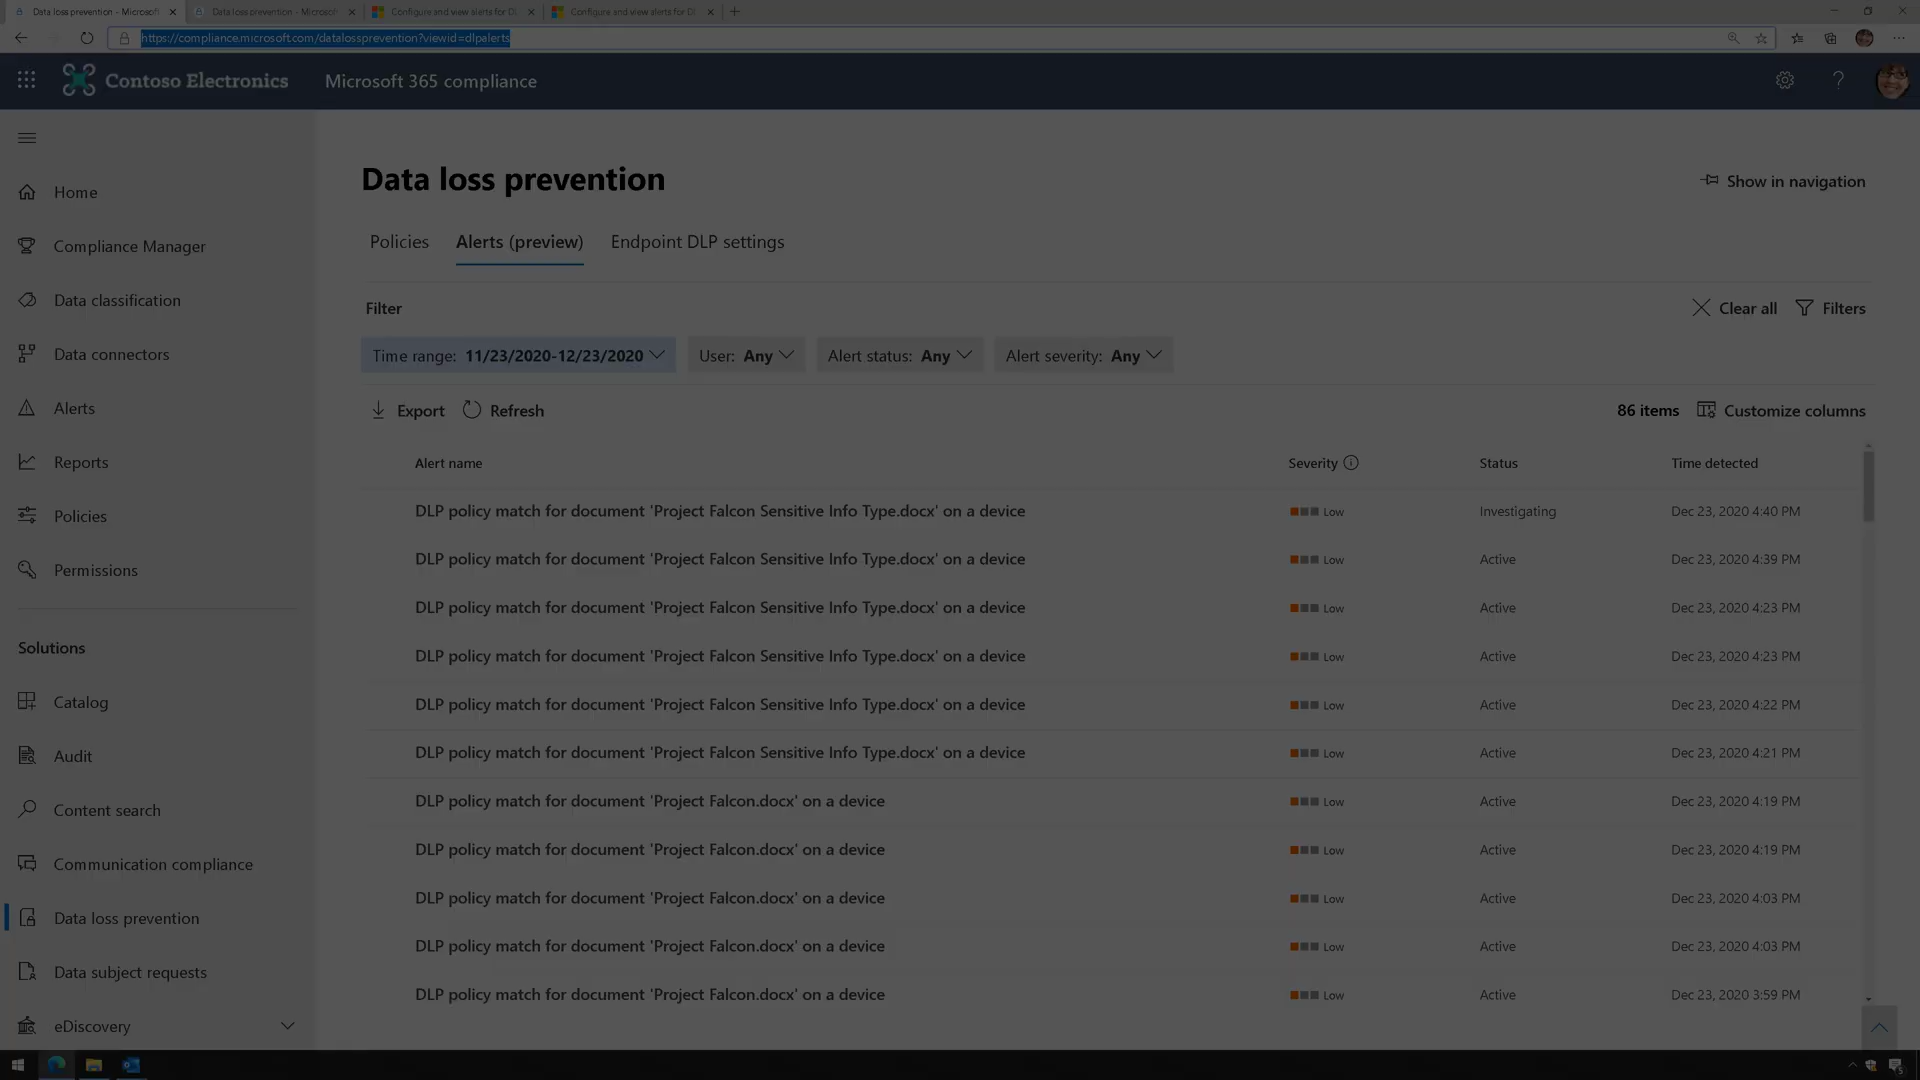 Data loss prevention - Microsoft
Data loss prevention - Microsoft
Configure and view alerts for DL
Configure and view alerts for DL
https://compliance.microsoft.com/datalossprevention?viewid=dlpalerts
Contoso Electronics
Microsoft 365 compliance
?
Home
Compliance Manager
Data classification
Data connectors
Alerts
Reports
Policies
Permissions
Solutions
Catalog
Audit
Content search
Communication compliance
Data loss prevention
Data subject requests
eDiscovery
Data loss prevention
Show in navigation
Policies Alerts (preview) Endpoint DLP settings
Filter
Clear all Filters
Time range: 11/23/2020-12/23/2020 User: Any Alert status: Any Alert severity: Any
Export Refresh
86 items Customize columns
Alert name Severity Status Time detected
DLP policy match for document 'Project Falcon Sensitive Info Type.docx' on a device Low Investigating Dec 23, 2020 4:40 PM
DLP policy match for document 'Project Falcon Sensitive Info Type.docx' on a device Low Active Dec 23, 2020 4:39 PM
DLP policy match for document 'Project Falcon Sensitive Info Type.docx' on a device Low Active Dec 23, 2020 4:23 PM
DLP policy match for document 'Project Falcon Sensitive Info Type.docx' on a device Low Active Dec 23, 2020 4:23 PM
DLP policy match for document 'Project Falcon Sensitive Info Type.docx' on a device Low Active Dec 23, 2020 4:22 PM
DLP policy match for document 'Project Falcon Sensitive Info Type.docx' on a device Low Active Dec 23, 2020 4:21 PM
DLP policy match for document 'Project Falcon.docx' on a device Low Active Dec 23, 2020 4:19 PM
DLP policy match for document 'Project Falcon.docx' on a device Low Active Dec 23, 2020 4:19 PM
DLP policy match for document 'Project Falcon.docx' on a device Low Active Dec 23, 2020 4:03 PM
DLP policy match for document 'Project Falcon.docx' on a device Low Active Dec 23, 2020 4:03 PM
DLP policy match for document 'Project Falcon.docx' on a device Low Active Dec 23, 2020 3:59 PM